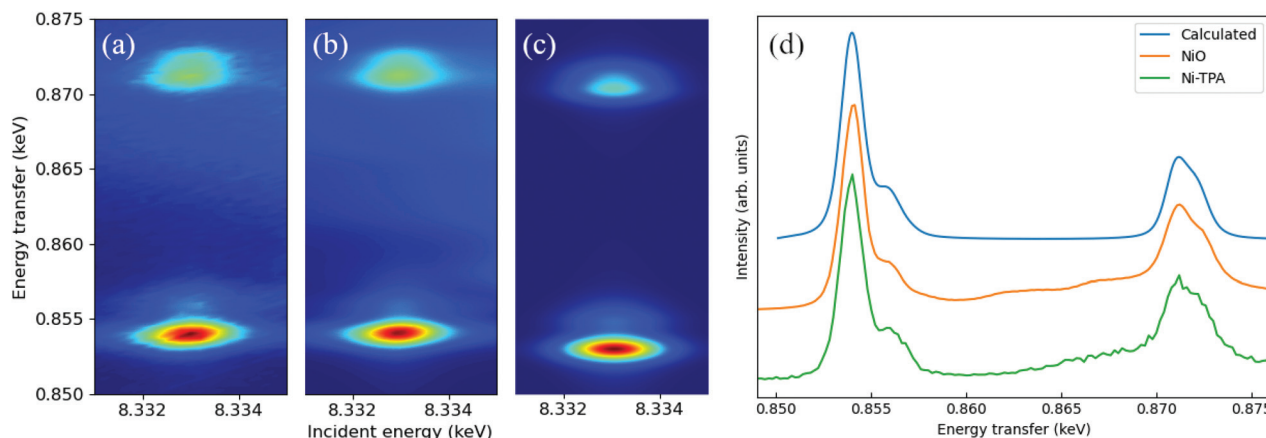 (a)
(b)
(c)
(d)
0.875
0.870
0.865
0.860
0.855
0.850
Energy transfer (keV)
8.332 8.334 8.332 8.334 8.332 8.334
Incident energy (keV)
Calculated
NiO
Ni-TPA
Intensity (arb. units)
0.850 0.855 0.860 0.865 0.870 0.875
Energy transfer (keV)